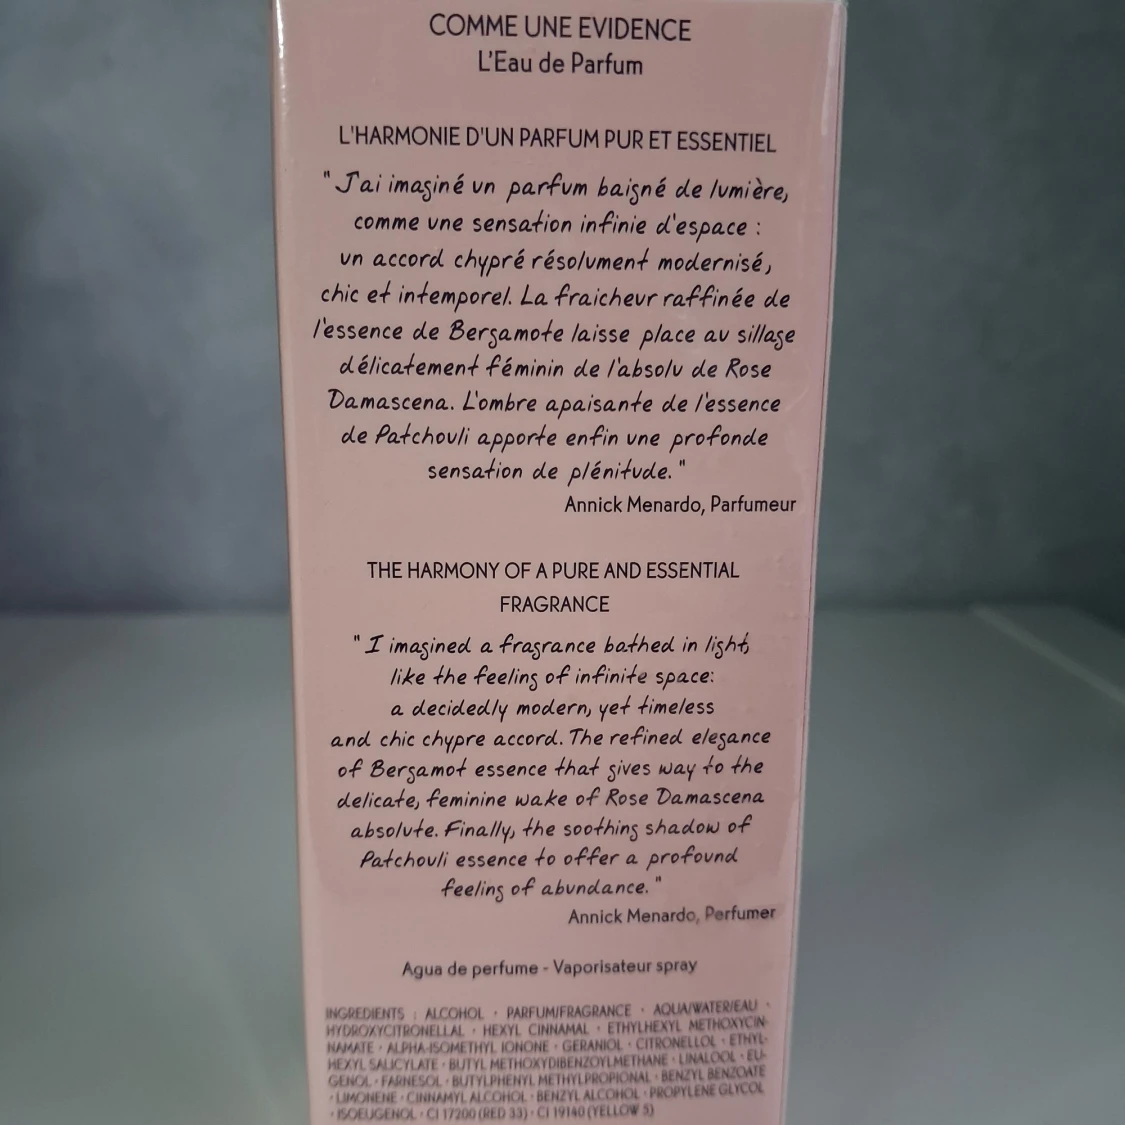 COMME UNE EVIDENCE
L'Eau de Parfum
L'HARMONIE D'UN PARFUM PUR ET ESSENTIEL
" J'ai imaginé un parfum baigné de lumière,
comme une sensation infinie d'espace :
un accord chypré résolument modernisé,
chic et intemporel. La fraicheur raffinée de
l'essence de Bergamote laisse place au sillage
délicatement féminin de l'absolu de Rose
Damascena. L'ombre apaisante de l'essence
de Patchouli apporte enfin une profonde
sensation de plénitude. "
Annick Menardo, Parfumeur
THE HARMONY OF A PURE AND ESSENTIAL
FRAGRANCE
" I imagined a fragrance bathed in light,
like the feeling of infinite space:
a decidedly modern, yet timeless
and chic chypre accord. The refined elegance
of Bergamot essence that gives way to the
delicate, feminine wake of Rose Damascena
absolute. Finally, the soothing shadow of
Patchouli essence to offer a profound
feeling of abundance. "
Annick Menardo, Perfumer
Agua de perfume - Vaporisateur spray
INGREDIENTS : ALCOHOL · PARFUM/FRAGRANCE · AQUA/WATER/EAU ·
HYDROXYCITRONELLAL · HEXYL CINNAMAL · ETHYLHEXYL METHOXYCIN-
NAMATE · ALPHA-ISOMETHYL IONONE · GERANIOL · CITRONELLOL · ETHYL-
HEXYL SALICYLATE · BUTYL METHOXYDIBENZOYLMETHANE · LINALOOL · EU-
GENOL · FARNESOL · BUTYLPHENYL METHYLPROPIONAL · BENZYL BENZOATE
· LIMONENE · CINNAMYL ALCOHOL · BENZYL ALCOHOL · PROPYLENE GLYCOL
· ISOEUGENOL · CI 17200 (RED 33) · CI 19140 (YELLOW 5)